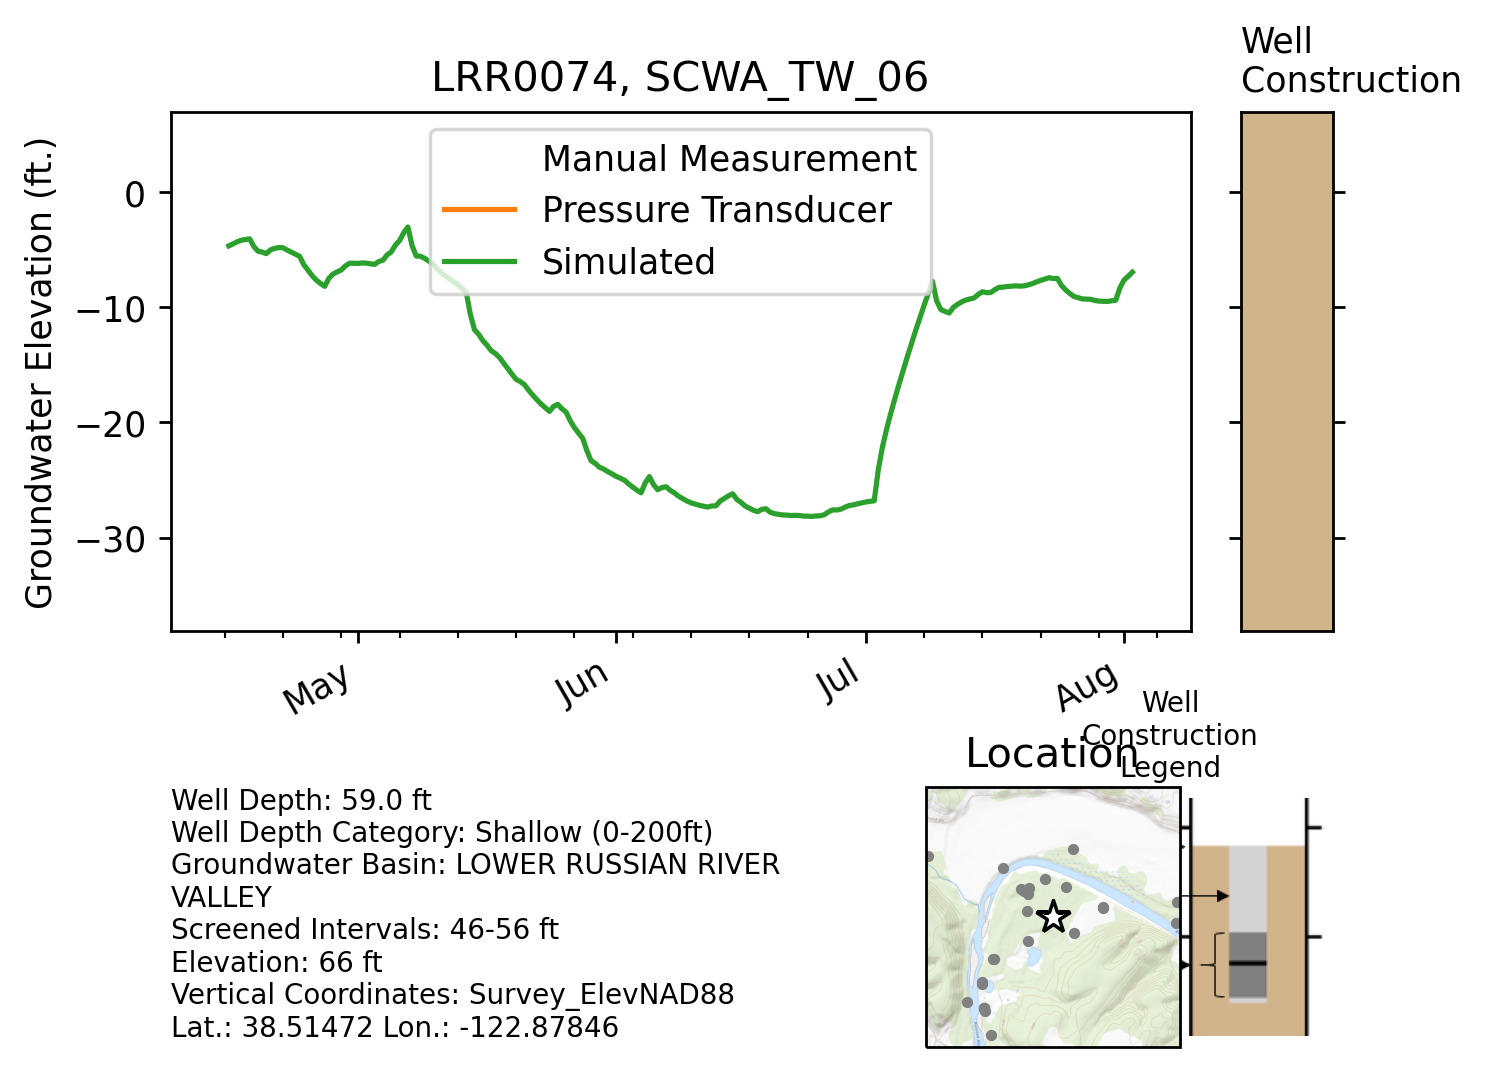 Well
Construction
LRR0074, SCWA_TW_06
Groundwater Elevation (ft.)
Manual Measurement
Pressure Transducer
Simulated
0
−10
−20
−30
May
Jun
Jul
Aug
Well
Construction
Legend
Location
Well Depth: 59.0 ft
Well Depth Category: Shallow (0-200ft)
Groundwater Basin: LOWER RUSSIAN RIVER
VALLEY
Screened Intervals: 46-56 ft
Elevation: 66 ft
Vertical Coordinates: Survey_ElevNAD88
Lat.: 38.51472 Lon.: -122.87846